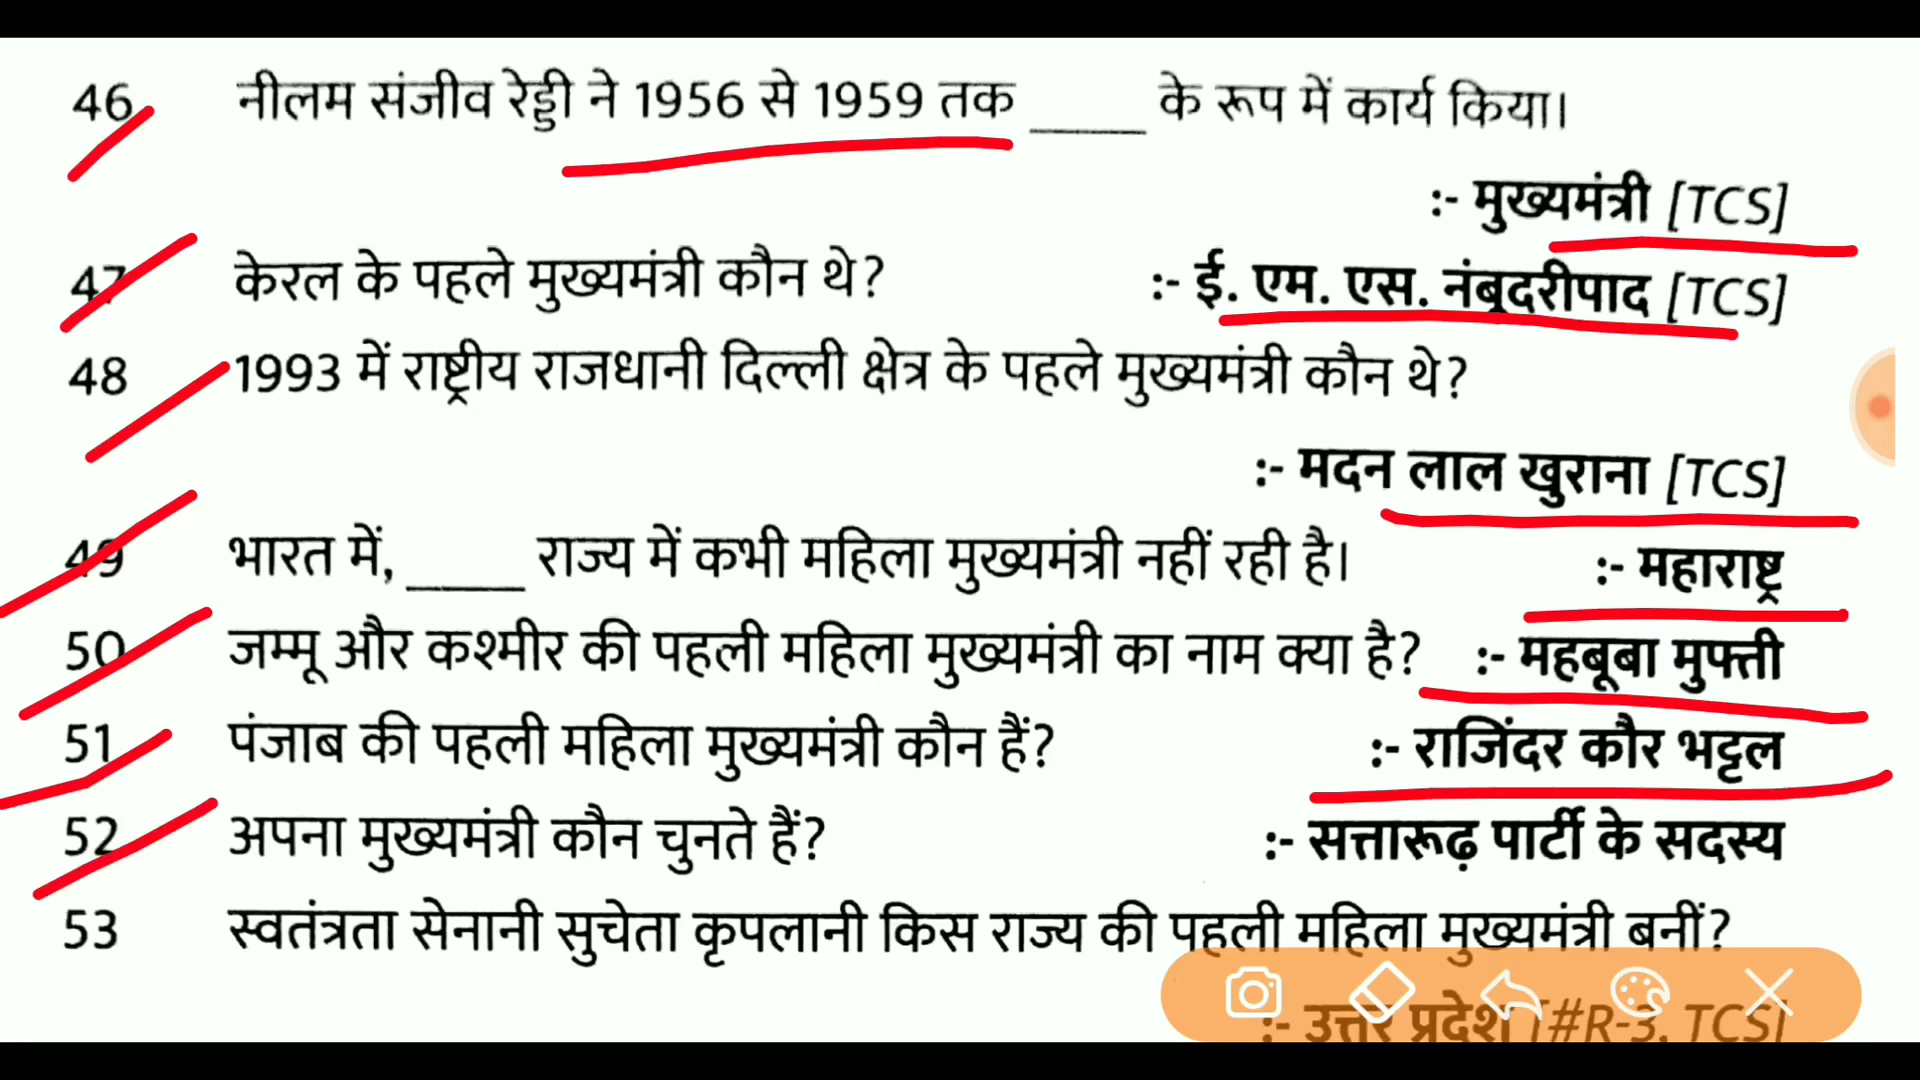 46 नीलम संजीव रेड्डी ने 1956 से 1959 तक ____ के रूप में कार्य किया।
:- मुख्यमंत्री [TCS]
47 केरल के पहले मुख्यमंत्री कौन थे? :- ई. एम. एस. नंबूदरीपाद [TCS]
48 1993 में राष्ट्रीय राजधानी दिल्ली क्षेत्र के पहले मुख्यमंत्री कौन थे?
:- मदन लाल खुराना [TCS]
49 भारत में, ____ राज्य में कभी महिला मुख्यमंत्री नहीं रही है। :- महाराष्ट्र
50 जम्मू और कश्मीर की पहली महिला मुख्यमंत्री का नाम क्या है? :- महबूबा मुफ्ती
51 पंजाब की पहली महिला मुख्यमंत्री कौन हैं? :- राजिंदर कौर भट्टल
52 अपना मुख्यमंत्री कौन चुनते हैं? :- सत्तारूढ़ पार्टी के सदस्य
53 स्वतंत्रता सेनानी सुचेता कृपलानी किस राज्य की पहली महिला मुख्यमंत्री बनीं?
:- उत्तर प्रदेश [#R-3, TCS]